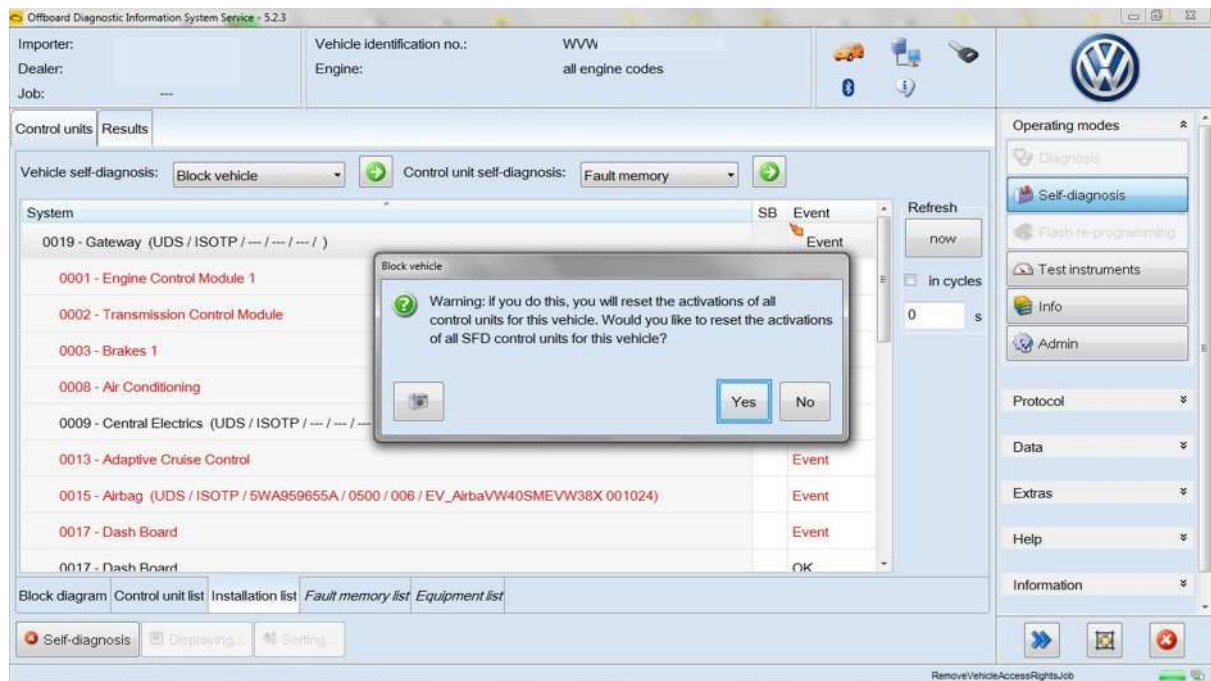 Offboard Diagnostic Information System Service - 5.2.3
Importer:
Dealer:
Job: ---
Vehicle identification no.: WVW
Engine: all engine codes
Control units Results
Vehicle self-diagnosis: Block vehicle Control unit self-diagnosis: Fault memory
System SB Event
0019 - Gateway (UDS / ISOTP / --- / --- / --- / ) Event
0001 - Engine Control Module 1
0002 - Transmission Control Module
0003 - Brakes 1
0008 - Air Conditioning
0009 - Central Electrics (UDS / ISOTP / --- / --- / ---
0013 - Adaptive Cruise Control Event
0015 - Airbag (UDS / ISOTP / 5WA959655A / 0500 / 006 / EV_AirbaVW40SMEVW38X 001024) Event
0017 - Dash Board Event
0017 - Dash Board OK
Block vehicle
Warning: if you do this, you will reset the activations of all
control units for this vehicle. Would you like to reset the activations
of all SFD control units for this vehicle?
Yes No
Refresh
now
in cycles
0 s
Block diagram Control unit list Installation list Fault memory list Equipment list
Self-diagnosis Displaying... Sorting...
Operating modes
Diagnosis
Self-diagnosis
Flash re-programming
Test instruments
Info
Admin
Protocol
Data
Extras
Help
Information
RemoveVehicleAccessRightsJob